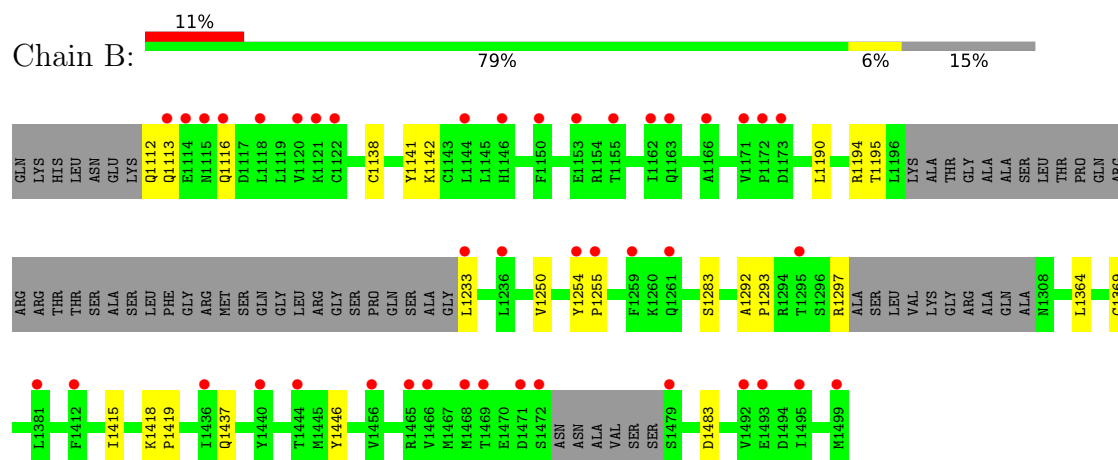 11%
Chain B:
79% 6% 15%
GLN LYS HIS LEU ASN GLU LYS Q1112 Q1113 E1114 N1115 Q1116 D1117 L1118 L1119 V1120 K1121 C1122 C1138 Y1141 K1142 C1143 L1144 L1145 H1146 F1150 E1153 R1154 T1155 I1162 Q1163 A1166 V1171 P1172 D1173 L1190 R1194 T1195 L1196 LYS ALA THR GLY ALA ALA SER LEU THR PRO GLN ARG
ARG ARG THR THR SER ALA SER LEU PHE GLY ARG MET SER GLN GLY LEU ARG GLY SER PRO GLN SER ALA GLY L1233 L1236 V1250 Y1254 P1255 F1259 K1260 Q1261 S1283 A1292 P1293 R1294 T1295 S1296 R1297 ALA SER LEU VAL LYS GLY ARG ALA GLN ALA N1308 L1364
L1381 F1412 I1415 K1418 P1419 I1436 Q1437 Y1440 T1444 M1445 Y1446 V1456 R1465 V1466 M1467 M1468 T1469 E1470 D1471 S1472 ASN ASN ALA VAL SER SER S1479 D1483 V1492 E1493 D1494 I1495 M1499